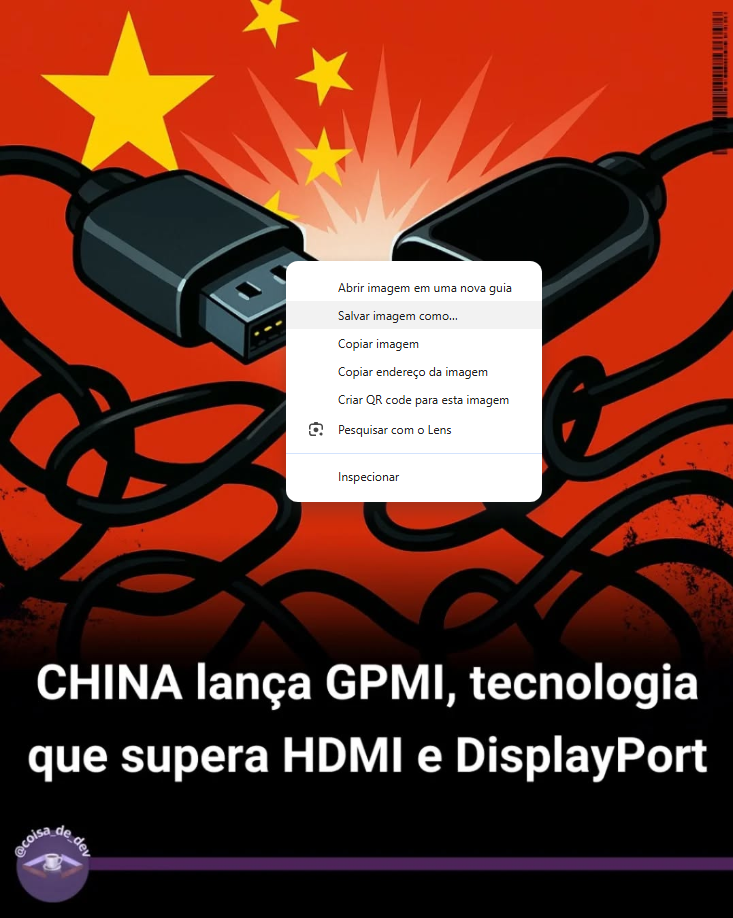 Abrir imagem em uma nova guia
Salvar imagem como...
Copiar imagem
Copiar endereço da imagem
Criar QR code para esta imagem
Pesquisar com o Lens
Inspecionar
CHINA lança GPMI, tecnologia
que supera HDMI e DisplayPort
@coisa_de_dev